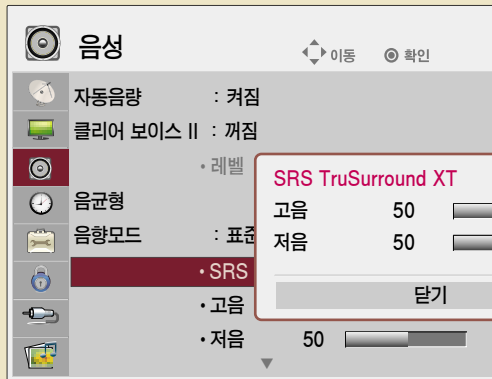 음성
이동 확인
자동음량 : 켜짐
클리어 보이스 II : 꺼짐
• 레벨
음균형
음향모드 : 표준
• SRS
• 고음
• 저음 50
SRS TruSurround XT
고음 50
저음 50
닫기